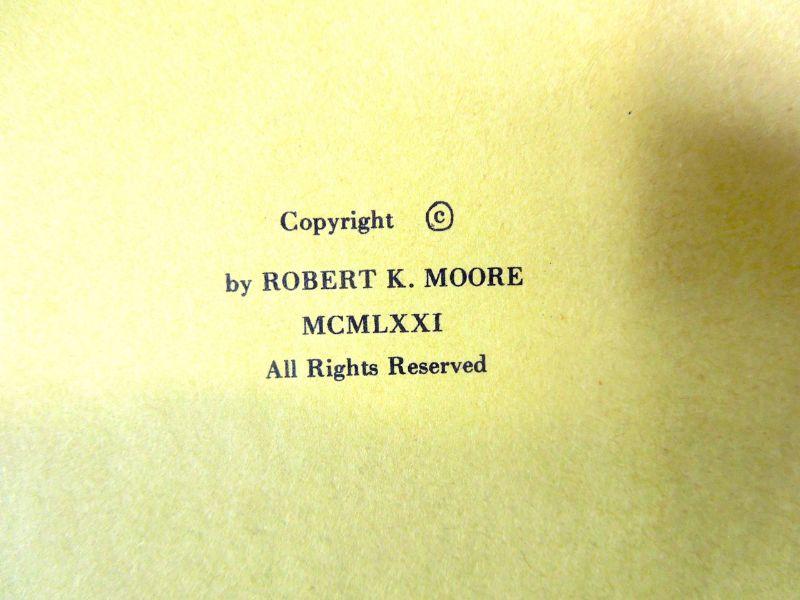 Copyright ©
by ROBERT K. MOORE
MCMLXXI
All Rights Reserved